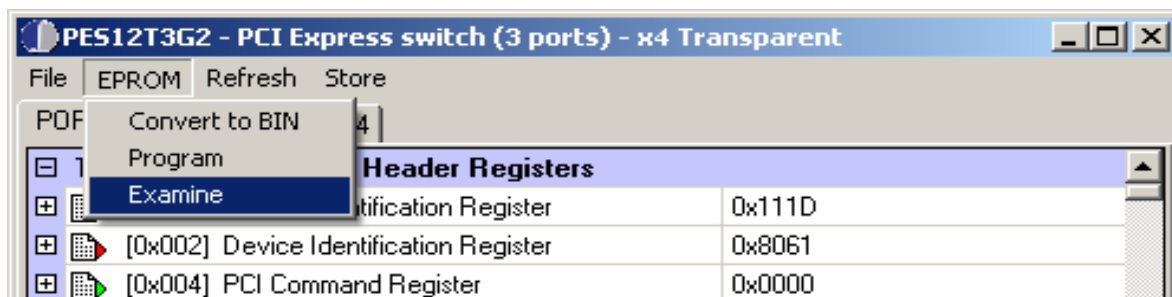 PES12T3G2 - PCI Express switch (3 ports) - x4 Transparent
File EPROM Refresh Store
Convert to BIN
4
Program
Header Registers
Examine
Register 0x111D
[0x002] Device Identification Register 0x8061
[0x004] PCI Command Register 0x0000